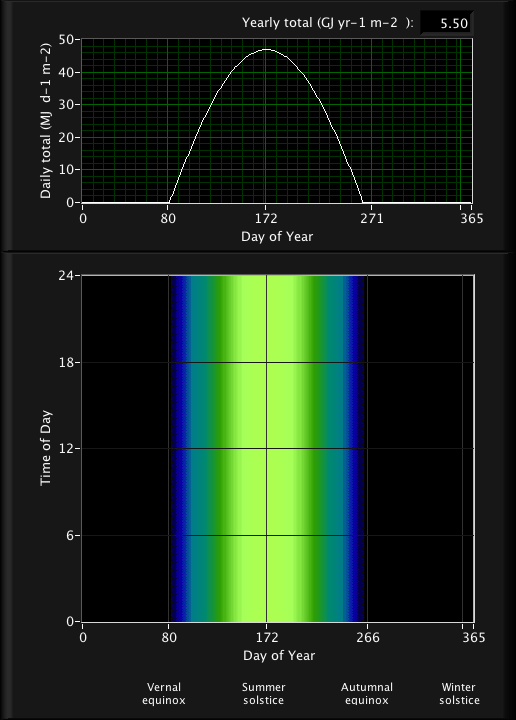 Yearly total (GJ yr-1 m-2 ): 5.50
50
40
30
20
10
0
Daily total (MJ d-1 m-2)
0 80 172 271 365
Day of Year
24
18
12
6
0
Time of Day
0 80 172 266 365
Day of Year
Vernal Summer Autumnal Winter
equinox solstice equinox solstice